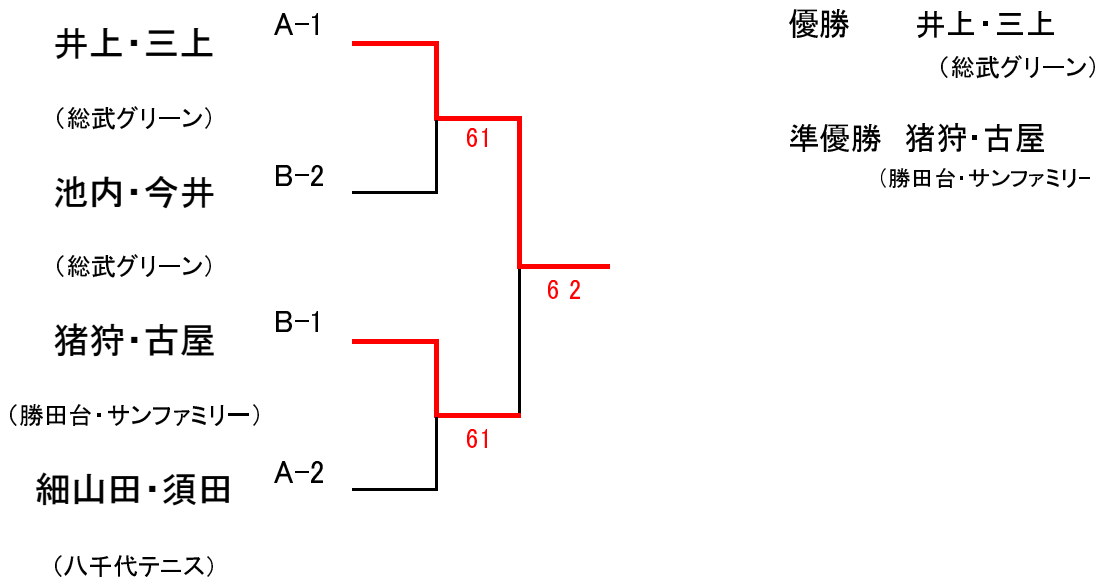 井上・三上 A-1
(総武グリーン)
61
池内・今井 B-2
(総武グリーン)
6 2
猪狩・古屋 B-1
(勝田台・サンファミリー)
61
細山田・須田 A-2
(八千代テニス)
優勝 井上・三上
(総武グリーン)
準優勝 猪狩・古屋
(勝田台・サンファミリー